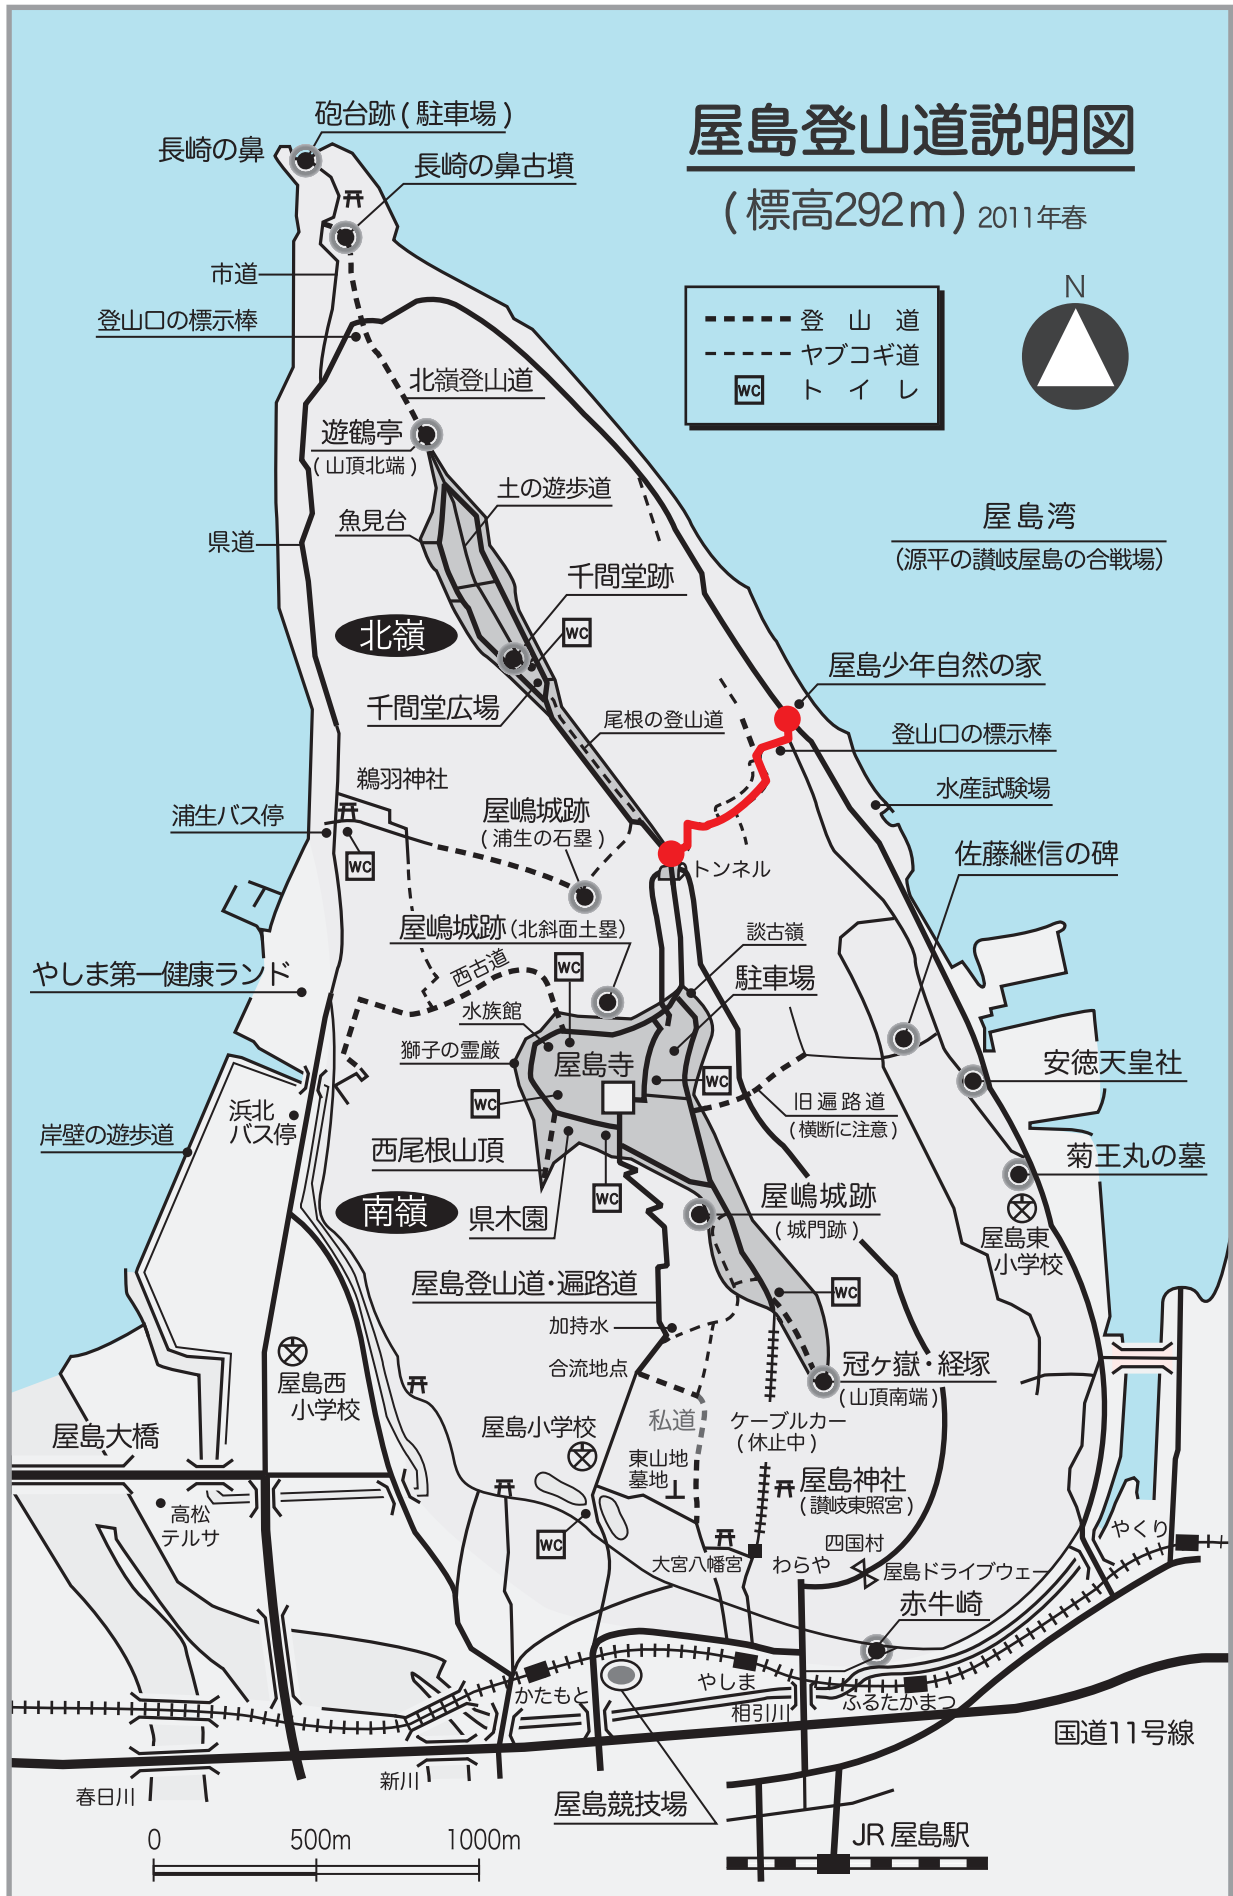 屋島登山道説明図
(標高292m) 2011年春
砲台跡(駐車場)
長崎の鼻
長崎の鼻古墳
市道
登山口の標示棒
N
登 山 道
ヤブコギ道
WC ト イ レ
北嶺登山道
遊鶴亭
(山頂北端)
土の遊歩道
魚見台
県道
屋島湾
(源平の讃岐屋島の合戦場)
千間堂跡
WC
北嶺
千間堂広場
尾根の登山道
屋島少年自然の家
登山口の標示棒
水産試験場
鵜羽神社
浦生バス停
WC
屋嶋城跡
(浦生の石塁)
トンネル
佐藤継信の碑
屋嶋城跡(北斜面土塁)
談古嶺
駐車場
やしま第一健康ランド
西古道
WC
水族館
獅子の霊厳
屋島寺
WC
WC
安徳天皇社
旧遍路道
(横断に注意)
浜北
バス停
岸壁の遊歩道
西尾根山頂
菊王丸の墓
南嶺
県木園
WC
屋嶋城跡
(城門跡)
屋島東
小学校
屋島登山道・遍路道
WC
加持水
合流地点
冠ヶ嶽・経塚
(山頂南端)
屋島西
小学校
屋島大橋
屋島小学校
私道
ケーブルカー
(休止中)
東山地
墓地
屋島神社
(讃岐東照宮)
高松
テルサ
WC
大宮八幡宮
わらや
四国村
やくり
屋島ドライブウェー
赤牛崎
かたもと
やしま
相引川
ふるたかまつ
国道11号線
春日川
新川
屋島競技場
0 500m 1000m
JR屋島駅